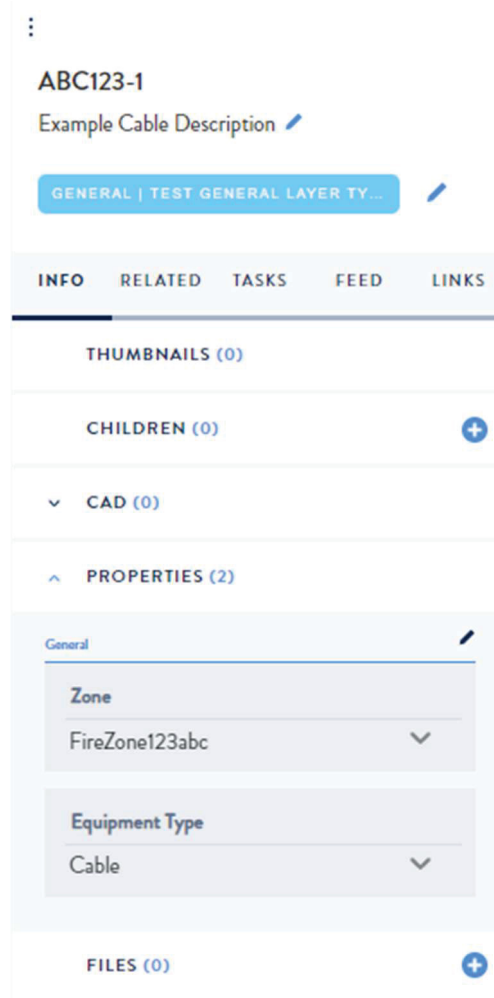 ABC123-1
Example Cable Description
GENERAL | TEST GENERAL LAYER TY...
INFO RELATED TASKS FEED LINKS
THUMBNAILS (0)
CHILDREN (0)
CAD (0)
PROPERTIES (2)
General
Zone
FireZone123abc
Equipment Type
Cable
FILES (0)